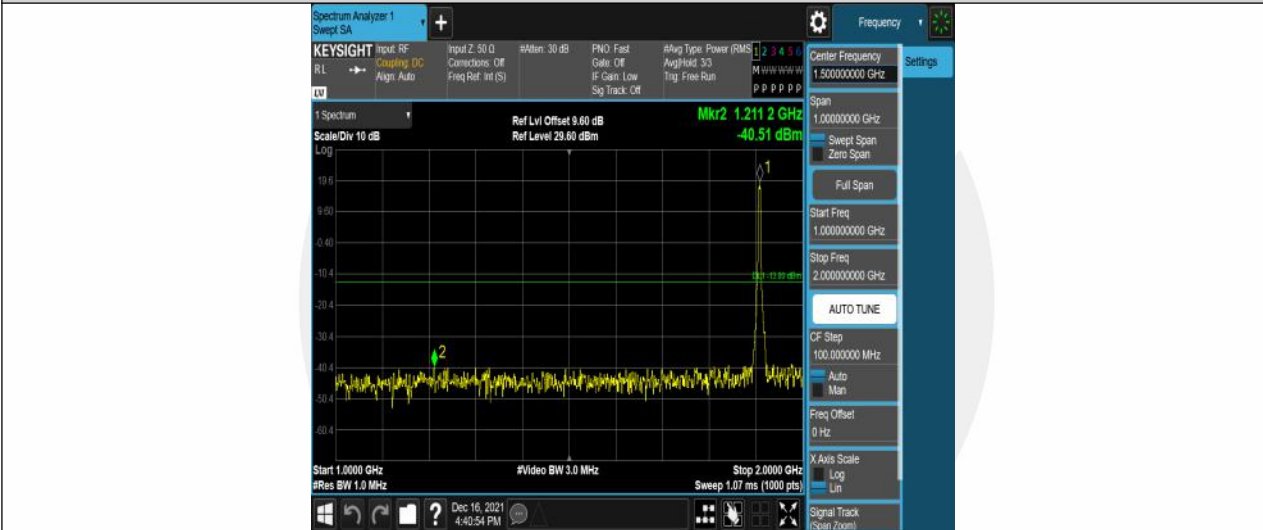 Spectrum Analyzer 1
Swept SA
+
Frequency
KEYSIGHT
RL
LV
Input: RF
Coupling: DC
Align: Auto
Input Z: 50 Ω
Corrections: Off
Freq Ref: Int (S)
#Atten: 30 dB
PNO: Fast
Gate: Off
IF Gain: Low
Sig Track: Off
#Avg Type: Power (RMS
Avg|Hold: 3/3
Trig: Free Run
1 2 3 4 5 6
M W W W W W
P P P P P P
1 Spectrum
Scale/Div 10 dB
Log
Ref Lvl Offset 9.60 dB
Ref Level 29.60 dBm
Mkr2 1.211 2 GHz
-40.51 dBm
19.6
9.60
-0.40
-10.4
-20.4
-30.4
-40.4
-50.4
-60.4
1
2
DL1 -13.00 dBm
Start 1.0000 GHz
#Res BW 1.0 MHz
#Video BW 3.0 MHz
Stop 2.0000 GHz
Sweep 1.07 ms (1000 pts)
Center Frequency
1.500000000 GHz
Settings
Span
1.00000000 GHz
Swept Span
Zero Span
Full Span
Start Freq
1.000000000 GHz
Stop Freq
2.000000000 GHz
AUTO TUNE
CF Step
100.000000 MHz
Auto
Man
Freq Offset
0 Hz
X Axis Scale
Log
Lin
Signal Track
(Span Zoom)
?
Dec 16, 2021
4:40:54 PM